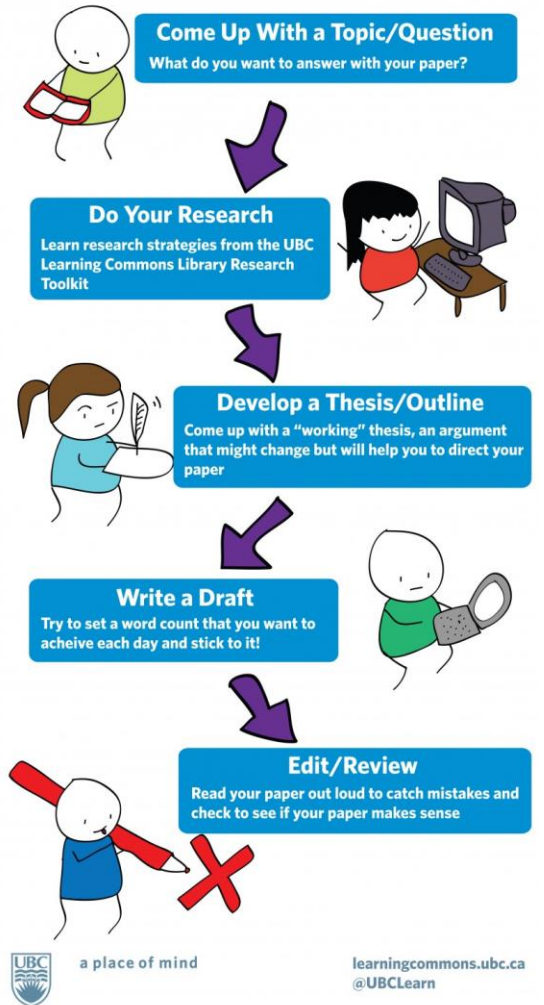 Come Up With a Topic/Question
What do you want to answer with your paper?
Do Your Research
Learn research strategies from the UBC
Learning Commons Library Research
Toolkit
Develop a Thesis/Outline
Come up with a “working” thesis, an argument
that might change but will help you to direct your
paper
Write a Draft
Try to set a word count that you want to
acheive each day and stick to it!
Edit/Review
Read your paper out loud to catch mistakes and
check to see if your paper makes sense
UBC
a place of mind
learningcommons.ubc.ca
@UBCLearn